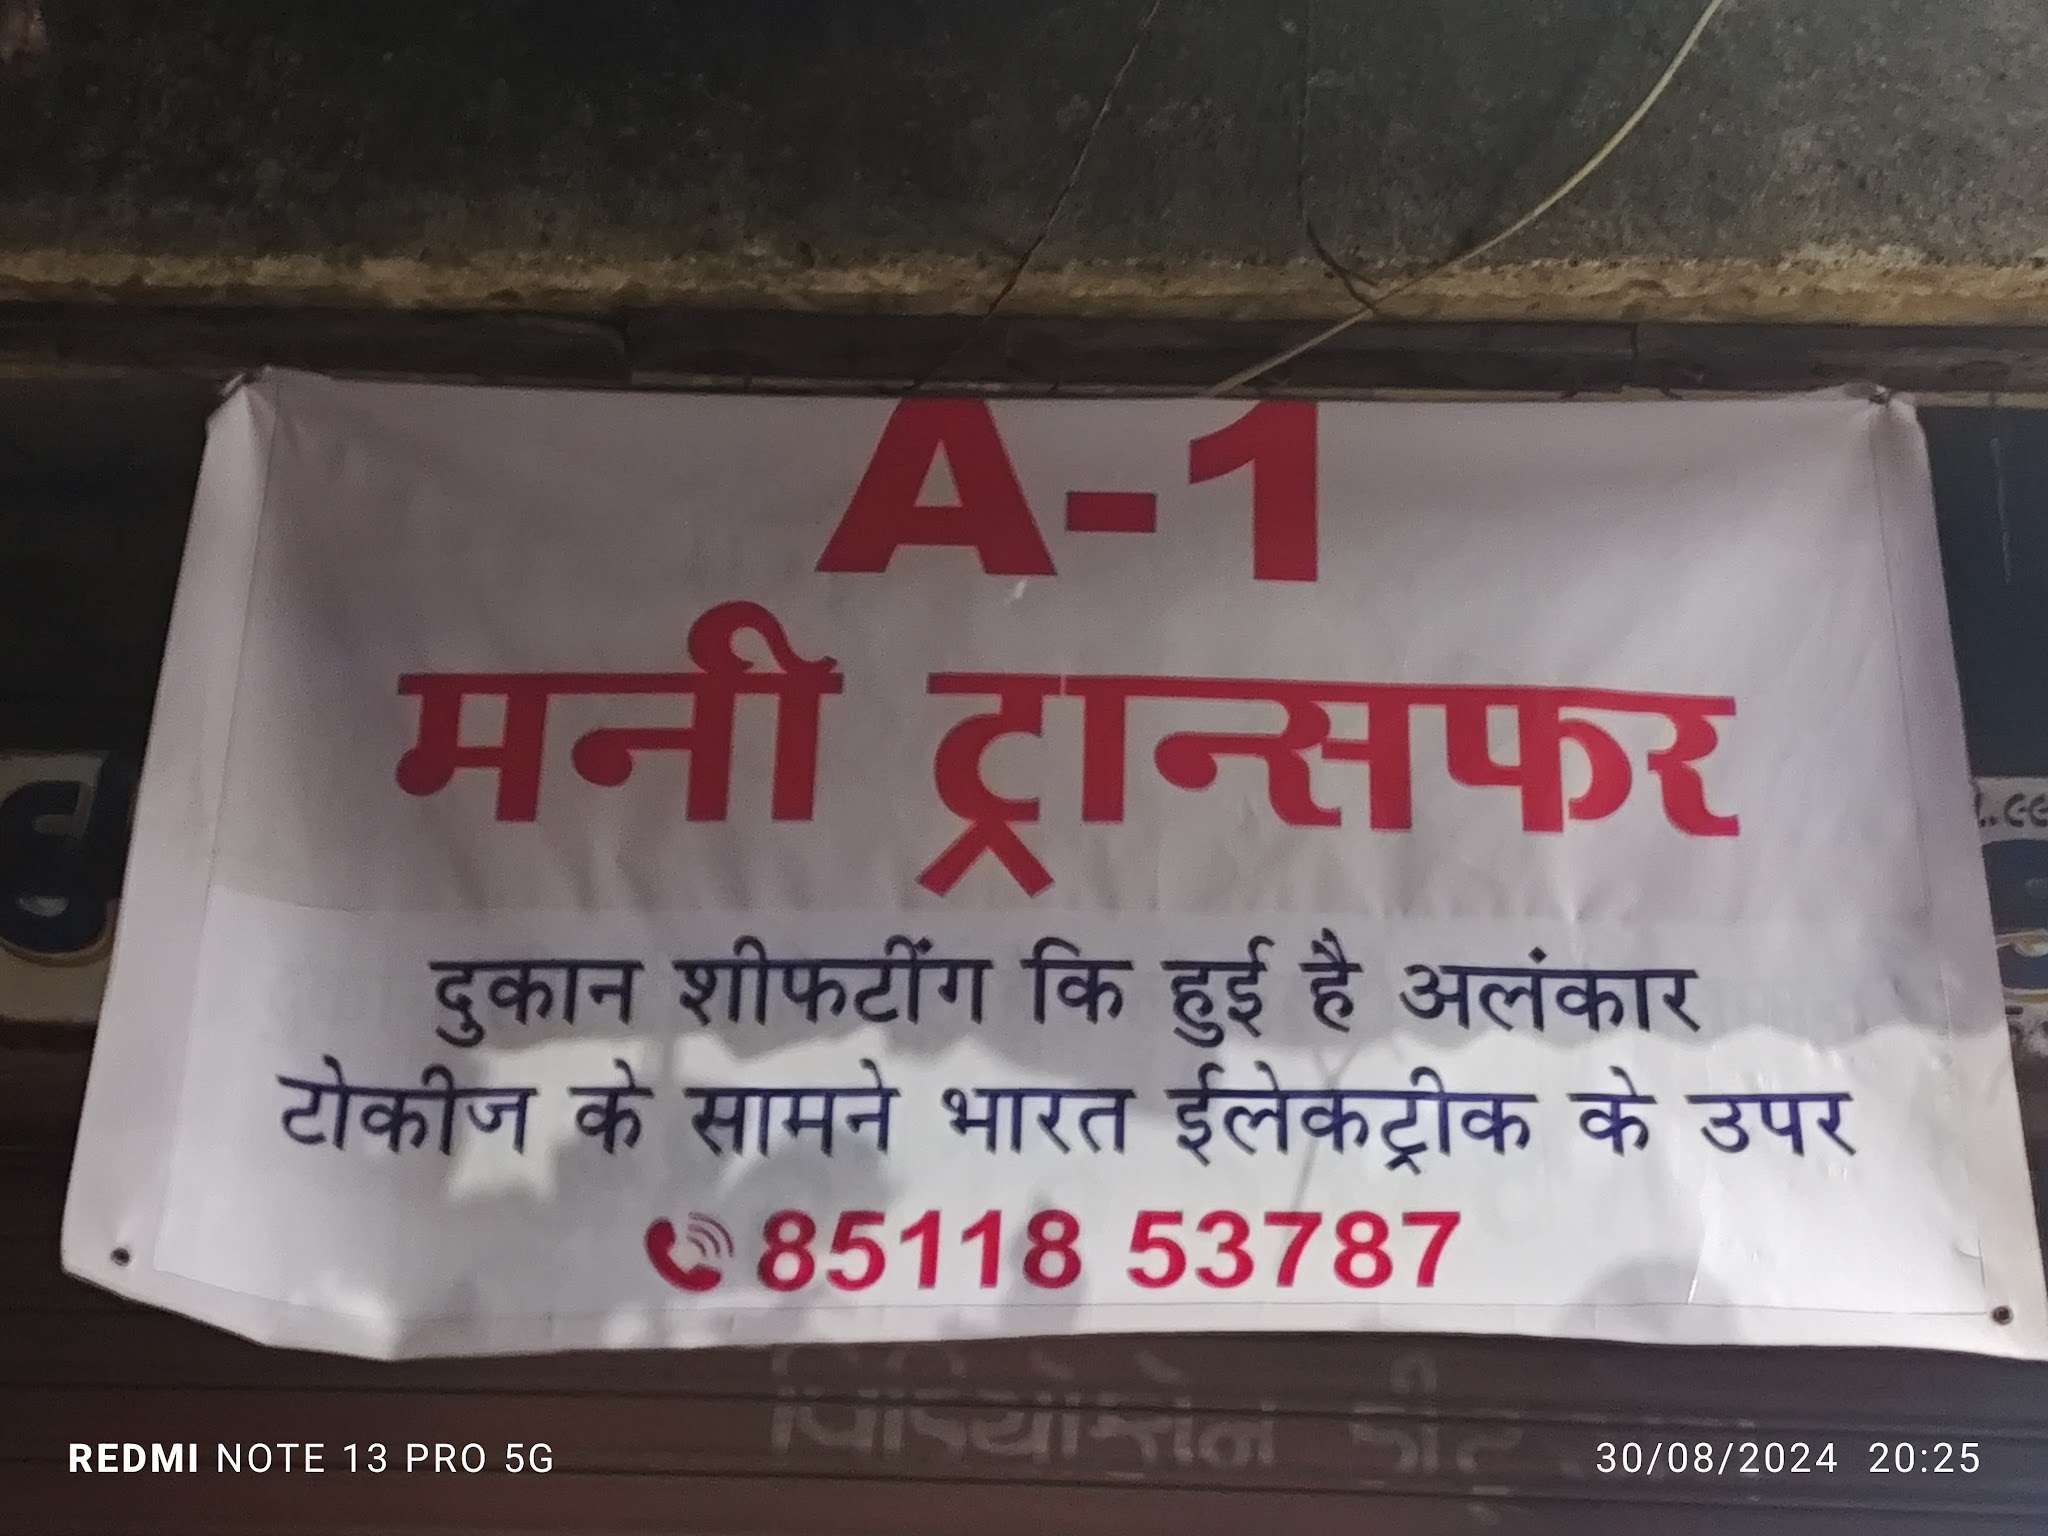 A-1
मनी ट्रान्सफर
दुकान शीफटींग कि हुई है अलंकार
टोकीज के सामने भारत ईलेकट्रीक के उपर
85118 53787
REDMI NOTE 13 PRO 5G
30/08/2024 20:25